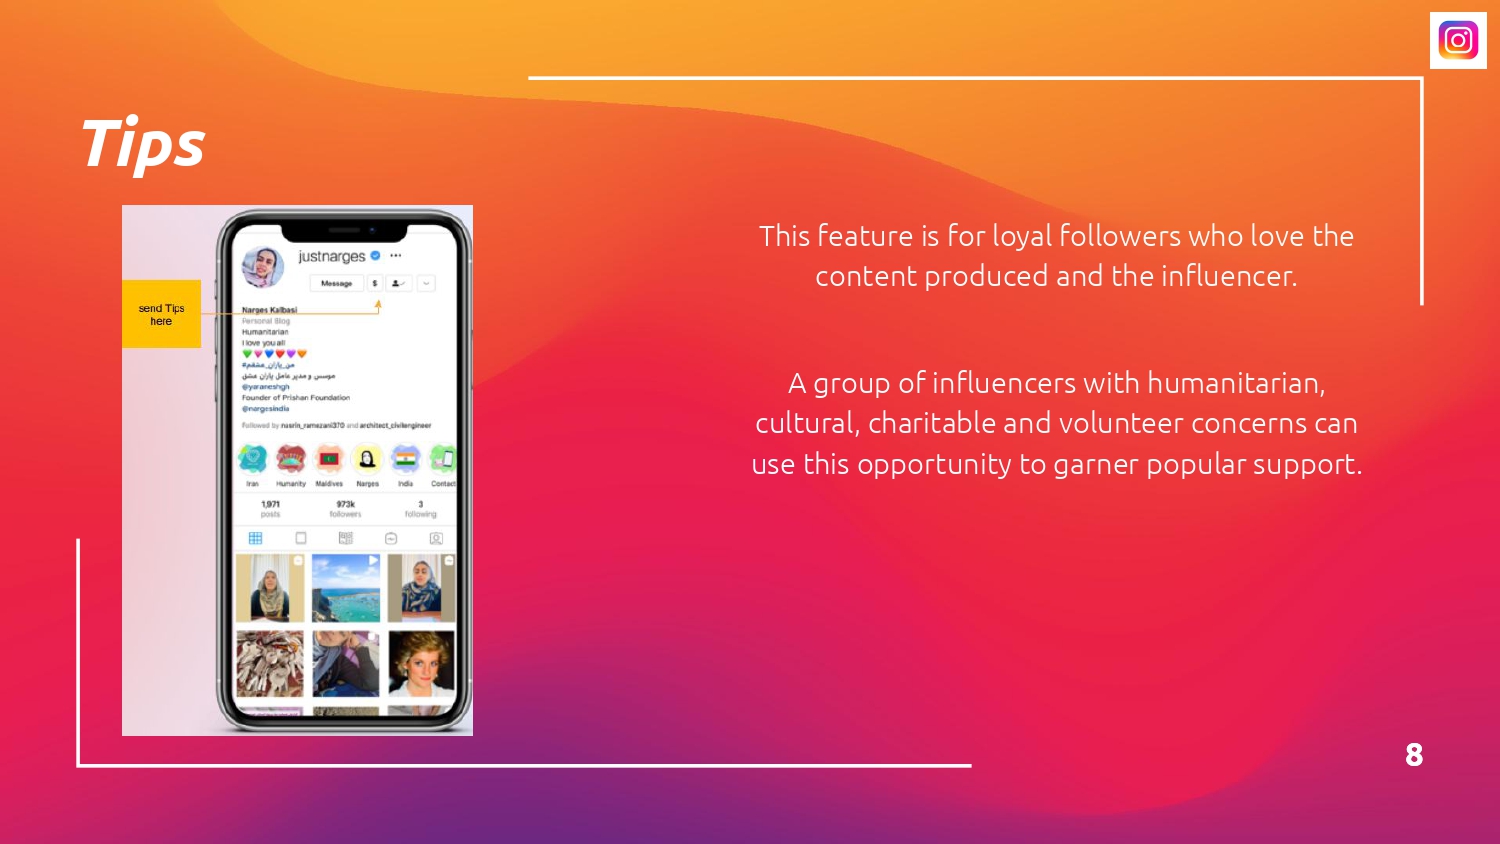 Tips
send Tips
here
justnarges
Message
$
Narges Kalbasi
Personal Blog
Humanitarian
I love you all
#من_یاران_عشقم
موسس و مدیر عامل یاران عشق
@yaraneshgh
Founder of Prishan Foundation
@nargesindia
Followed by nasrin_ramezani370 and architect_civilengineer
Iran Humanity Maldives Narges India Contact
1,971 973k 3
posts followers following
This feature is for loyal followers who love the
content produced and the influencer.
A group of influencers with humanitarian,
cultural, charitable and volunteer concerns can
use this opportunity to garner popular support.
8